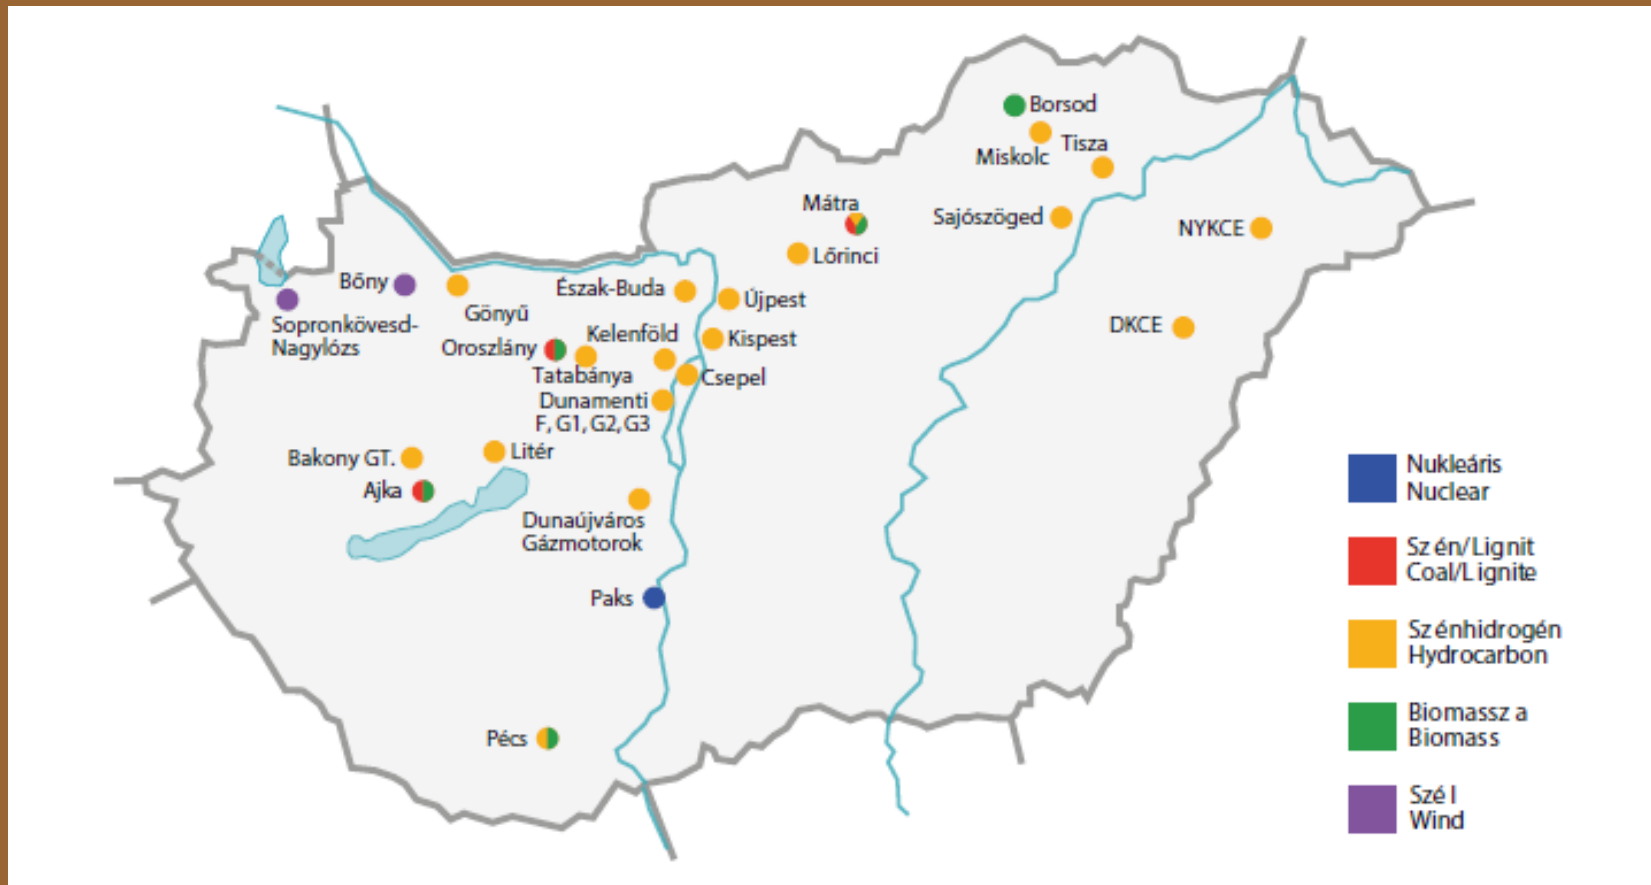 Borsod
Miskolc
Tisza
Mátra
Sajószöged
NYKCE
Lőrinci
Bőny
Gönyű
Észak-Buda
Újpest
Sopronkövesd-
Nagylózs
Oroszlány
Kelenföld
Kispest
DKCE
Tatabánya
Csepel
Dunamenti
F, G1, G2, G3
Bakony GT.
Litér
Ajka
Dunaújváros
Gázmotorok
Paks
Pécs
Nukleáris
Nuclear
Szén/Lignit
Coal/Lignite
Szénhidrogén
Hydrocarbon
Biomassza
Biomass
Szél
Wind